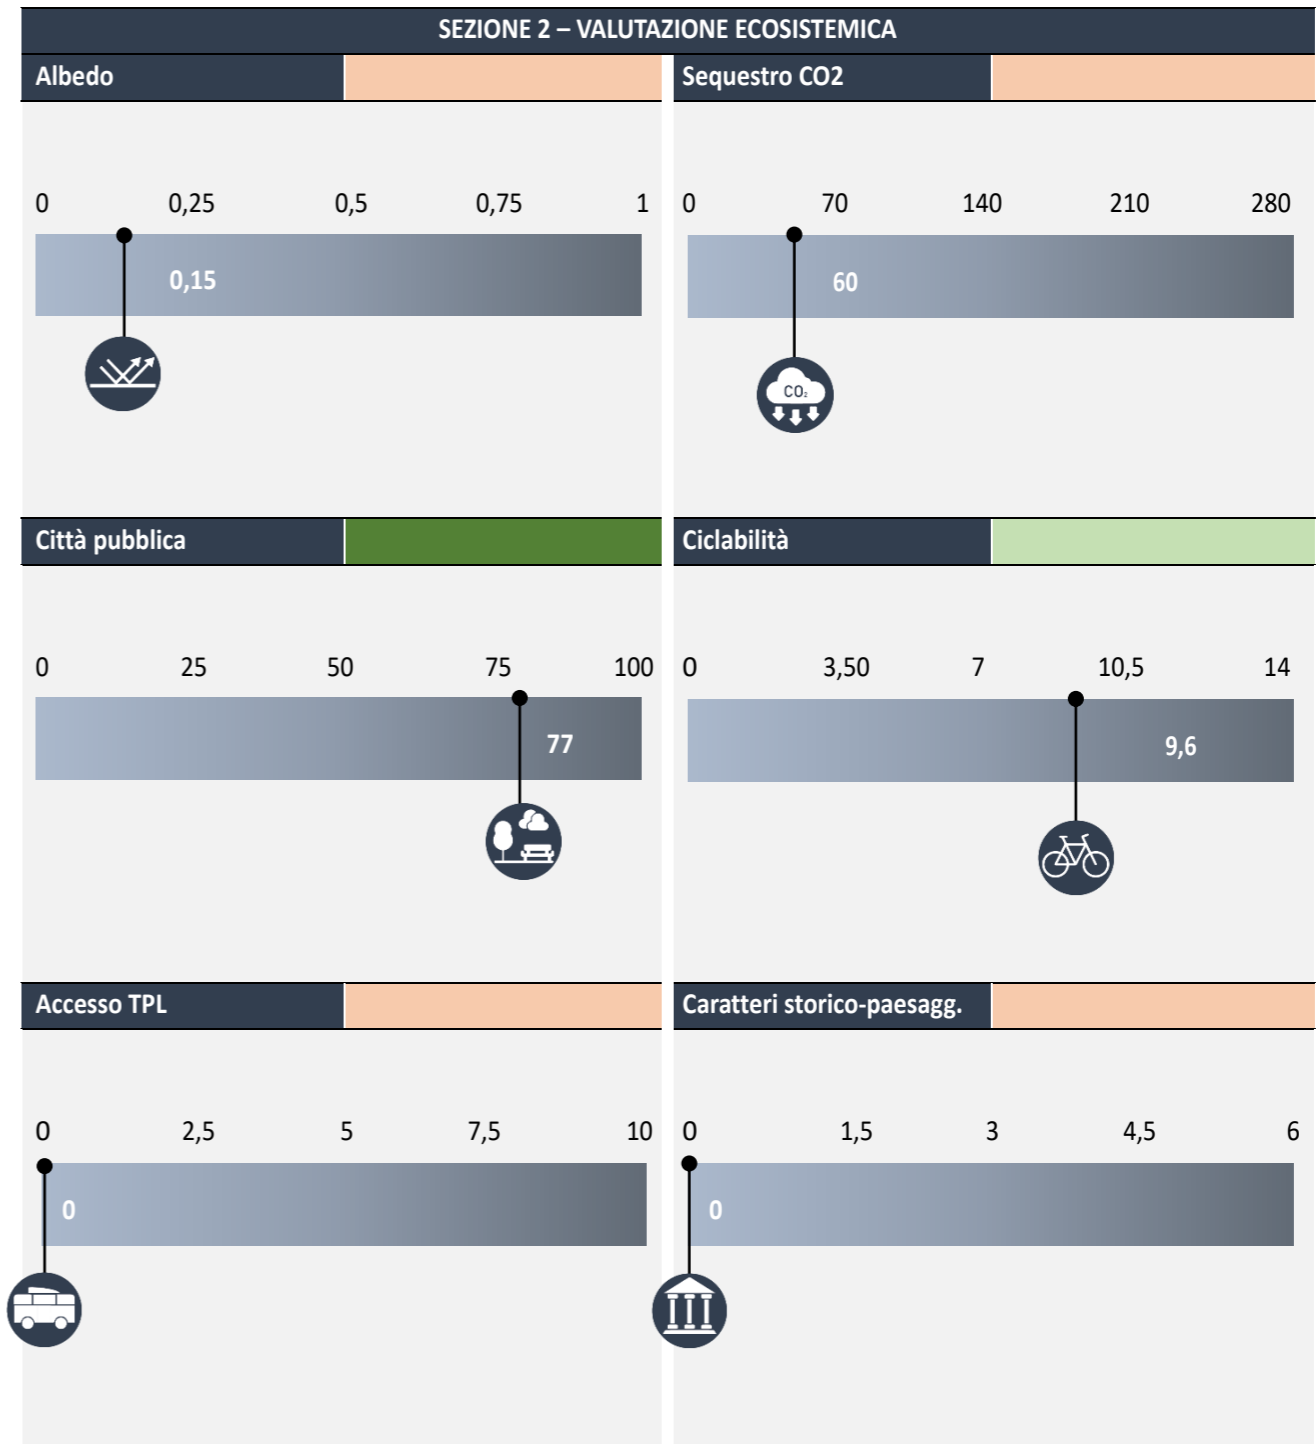 SEZIONE 2 – VALUTAZIONE ECOSISTEMICA
Albedo
0 0,25 0,5 0,75 1
0,15
Sequestro CO2
0 70 140 210 280
60
CO₂
Città pubblica
0 25 50 75 100
77
Ciclabilità
0 3,50 7 10,5 14
9,6
Accesso TPL
0 2,5 5 7,5 10
0
Caratteri storico-paesagg.
0 1,5 3 4,5 6
0